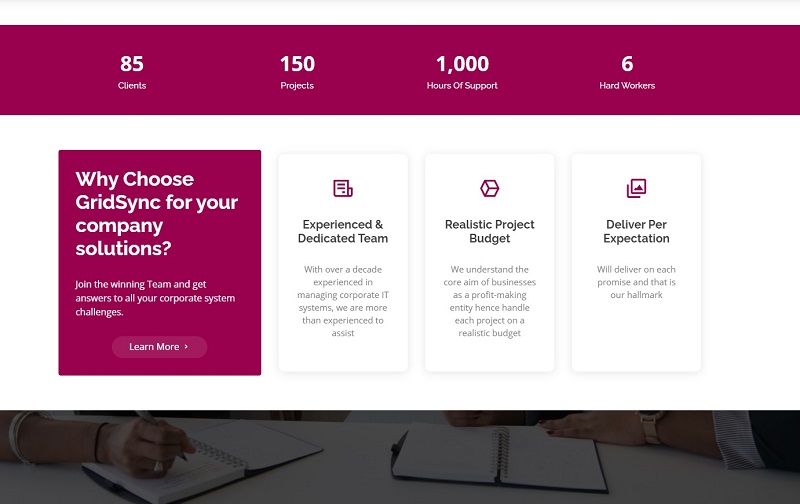 85
150
1,000
6
Clients
Projects
Hours Of Support
Hard Workers
Why Choose
GridSync for your
company
solutions?
Join the winning Team and get
answers to all your corporate system
challenges.
Learn More
Experienced &
Dedicated Team
With over a decade
experienced in
managing corporate IT
systems, we are more
than experienced to
assist
Realistic Project
Budget
We understand the
core aim of businesses
as a profit-making
entity hence handle
each project on a
realistic budget
Deliver Per
Expectation
Will deliver on each
promise and that is
our hallmark